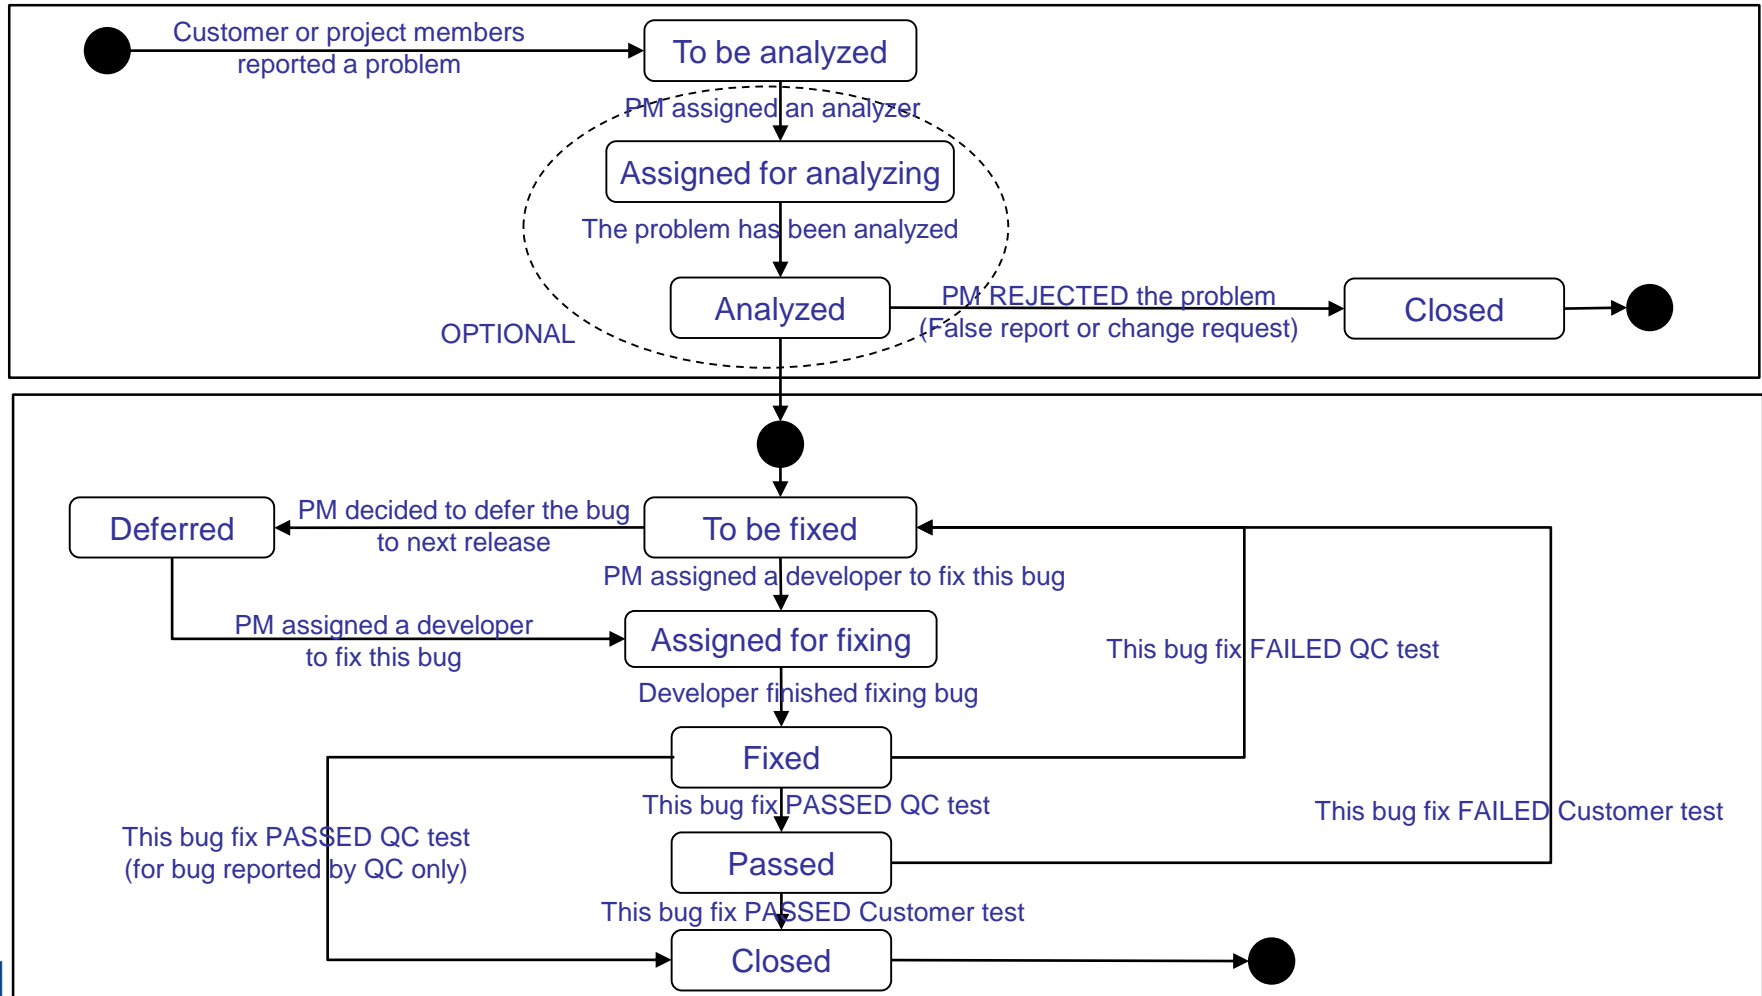 Customer or project members
reported a problem
To be analyzed
PM assigned an analyzer
Assigned for analyzing
The problem has been analyzed
Analyzed
PM REJECTED the problem
(False report or change request)
Closed
OPTIONAL
Deferred
PM decided to defer the bug
to next release
To be fixed
PM assigned a developer to fix this bug
PM assigned a developer
to fix this bug
Assigned for fixing
This bug fix FAILED QC test
Developer finished fixing bug
Fixed
This bug fix PASSED QC test
This bug fix FAILED Customer test
This bug fix PASSED QC test
(for bug reported by QC only)
Passed
This bug fix PASSED Customer test
Closed